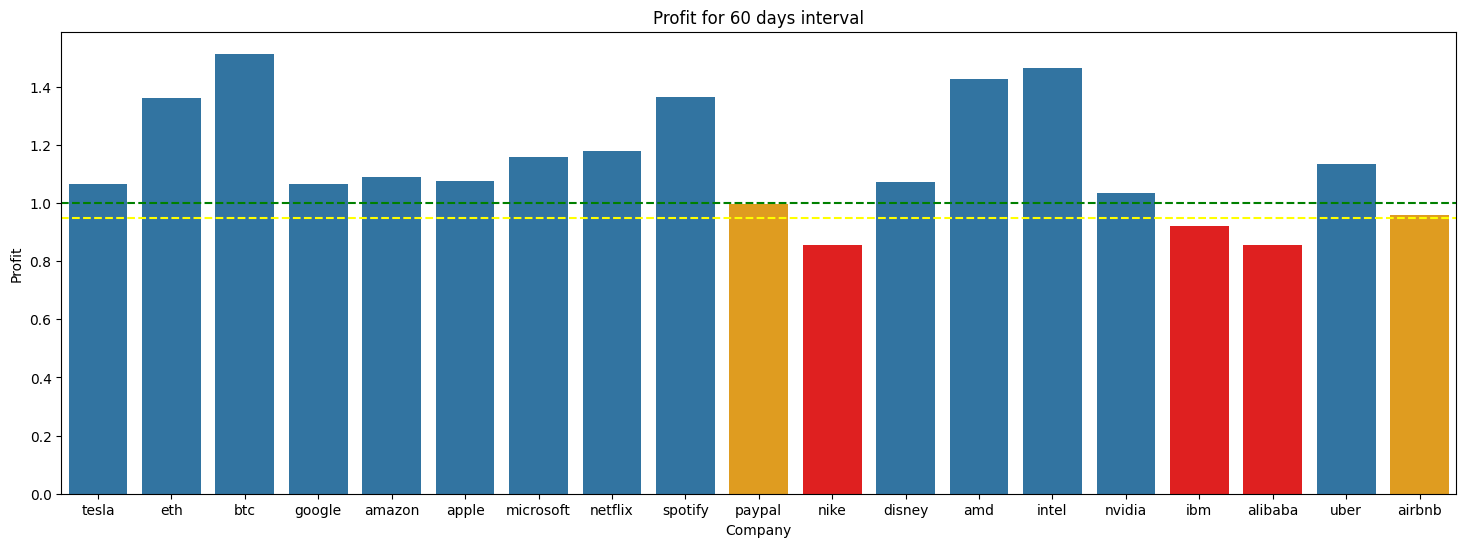 Profit for 60 days interval
Profit
1.4
1.2
1.0
0.8
0.6
0.4
0.2
0.0
tesla eth btc google amazon apple microsoft netflix spotify paypal nike disney amd intel nvidia ibm alibaba uber airbnb
Company